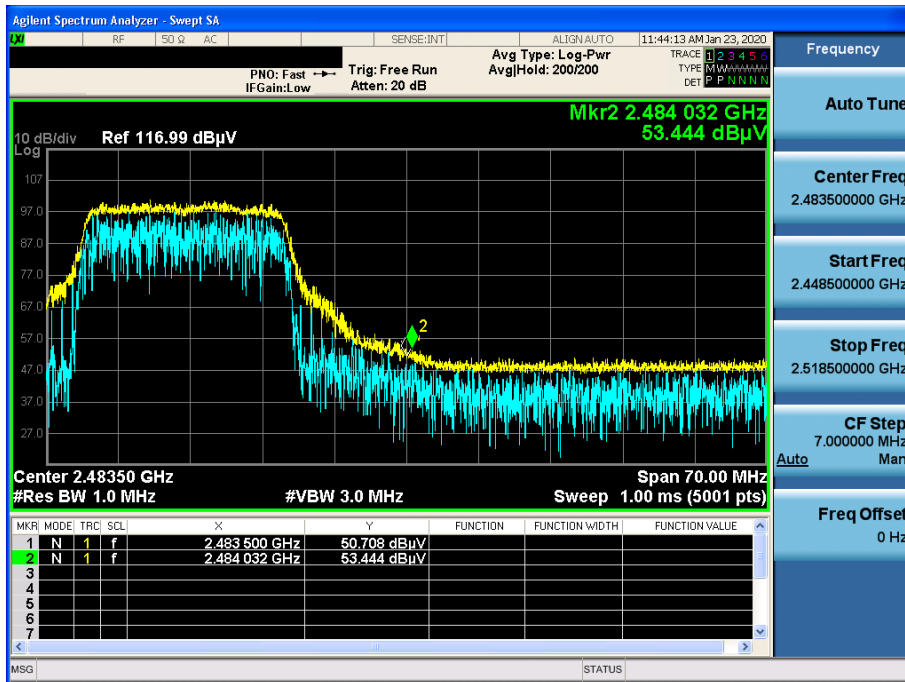 Agilent Spectrum Analyzer - Swept SA
LXI RF 50 Ω AC SENSE:INT ALIGN AUTO 11:44:13 AM Jan 23, 2020
PNO: Fast
IFGain:Low
Trig: Free Run
Atten: 20 dB
Avg Type: Log-Pwr
Avg|Hold: 200/200
TRACE 1 2 3 4 5 6
TYPE M W W W W W
DET P P N N N N
Mkr2 2.484 032 GHz
53.444 dBµV
10 dB/div Ref 116.99 dBµV
Log
107
97.0
87.0
77.0
67.0
57.0
47.0
37.0
27.0
2
Center 2.48350 GHz Span 70.00 MHz
#Res BW 1.0 MHz #VBW 3.0 MHz Sweep 1.00 ms (5001 pts)
MKR MODE TRC SCL X Y FUNCTION FUNCTION WIDTH FUNCTION VALUE
1 N 1 f 2.483 500 GHz 50.708 dBµV
2 N 1 f 2.484 032 GHz 53.444 dBµV
3
4
5
6
7
MSG STATUS
Frequency
Auto Tune
Center Freq
2.483500000 GHz
Start Freq
2.448500000 GHz
Stop Freq
2.518500000 GHz
CF Step
7.000000 MHz
Auto Man
Freq Offset
0 Hz